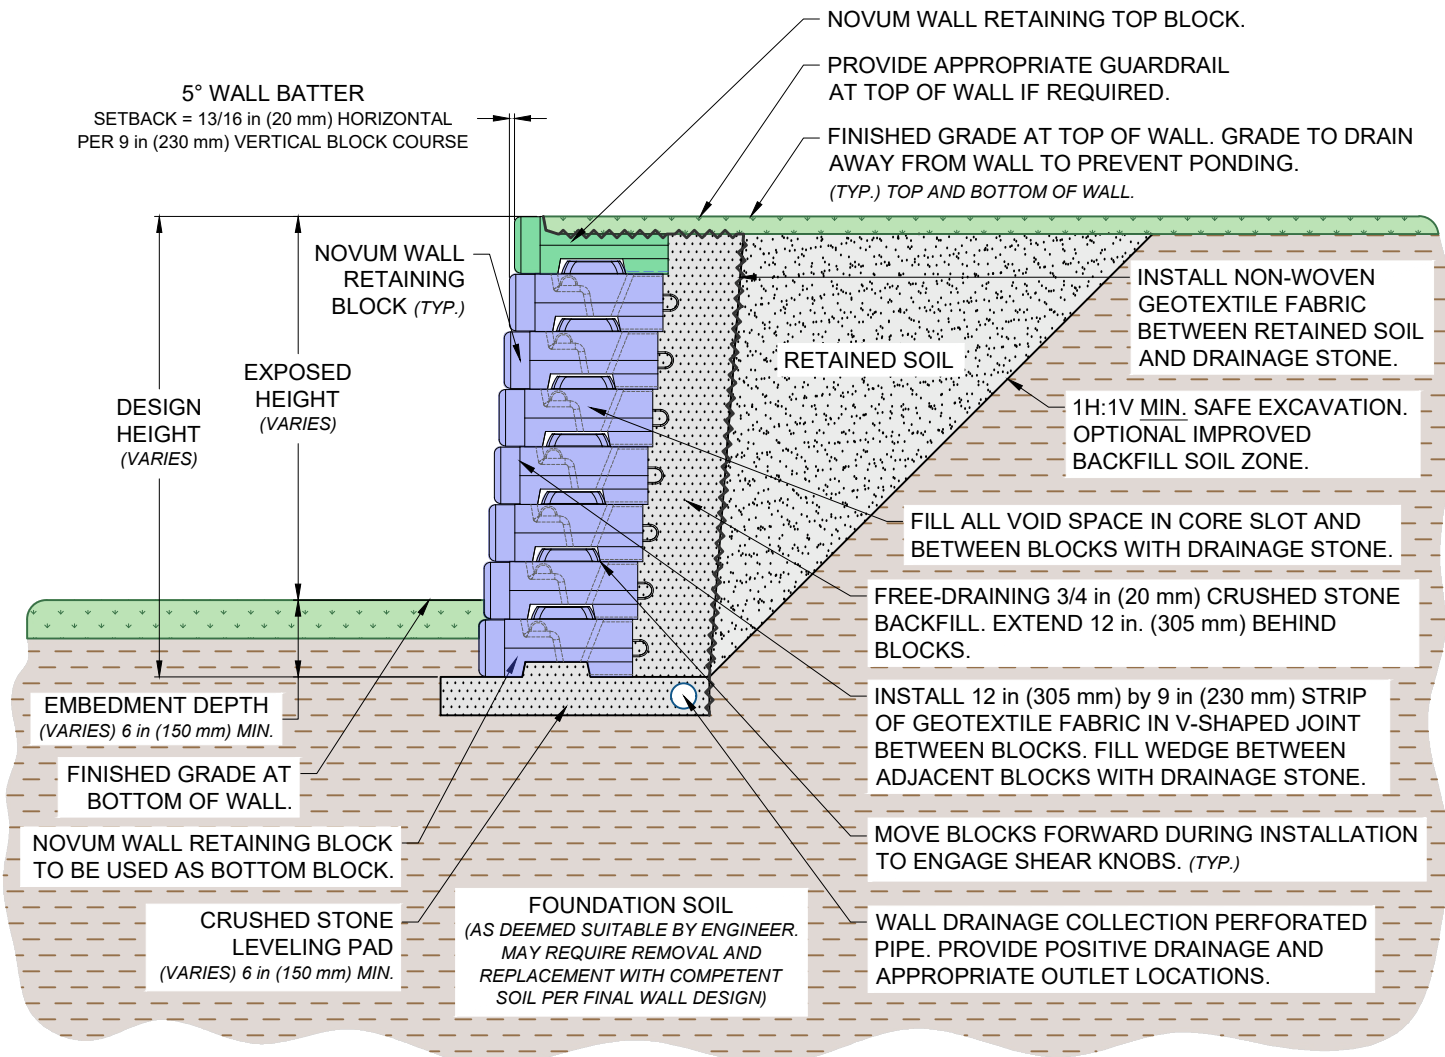 NOVUM WALL RETAINING TOP BLOCK.
PROVIDE APPROPRIATE GUARDRAIL
AT TOP OF WALL IF REQUIRED.
5° WALL BATTER
SETBACK = 13/16 in (20 mm) HORIZONTAL
PER 9 in (230 mm) VERTICAL BLOCK COURSE
FINISHED GRADE AT TOP OF WALL. GRADE TO DRAIN
AWAY FROM WALL TO PREVENT PONDING.
(TYP.) TOP AND BOTTOM OF WALL.
NOVUM WALL
RETAINING
BLOCK (TYP.)
INSTALL NON-WOVEN
GEOTEXTILE FABRIC
BETWEEN RETAINED SOIL
AND DRAINAGE STONE.
RETAINED SOIL
EXPOSED
HEIGHT
(VARIES)
DESIGN
HEIGHT
(VARIES)
1H:1V MIN. SAFE EXCAVATION.
OPTIONAL IMPROVED
BACKFILL SOIL ZONE.
FILL ALL VOID SPACE IN CORE SLOT AND
BETWEEN BLOCKS WITH DRAINAGE STONE.
FREE-DRAINING 3/4 in (20 mm) CRUSHED STONE
BACKFILL. EXTEND 12 in. (305 mm) BEHIND
BLOCKS.
EMBEDMENT DEPTH
(VARIES) 6 in (150 mm) MIN.
INSTALL 12 in (305 mm) by 9 in (230 mm) STRIP
OF GEOTEXTILE FABRIC IN V-SHAPED JOINT
BETWEEN BLOCKS. FILL WEDGE BETWEEN
ADJACENT BLOCKS WITH DRAINAGE STONE.
FINISHED GRADE AT
BOTTOM OF WALL.
NOVUM WALL RETAINING BLOCK
TO BE USED AS BOTTOM BLOCK.
MOVE BLOCKS FORWARD DURING INSTALLATION
TO ENGAGE SHEAR KNOBS. (TYP.)
CRUSHED STONE
LEVELING PAD
(VARIES) 6 in (150 mm) MIN.
FOUNDATION SOIL
(AS DEEMED SUITABLE BY ENGINEER.
MAY REQUIRE REMOVAL AND
REPLACEMENT WITH COMPETENT
SOIL PER FINAL WALL DESIGN)
WALL DRAINAGE COLLECTION PERFORATED
PIPE. PROVIDE POSITIVE DRAINAGE AND
APPROPRIATE OUTLET LOCATIONS.